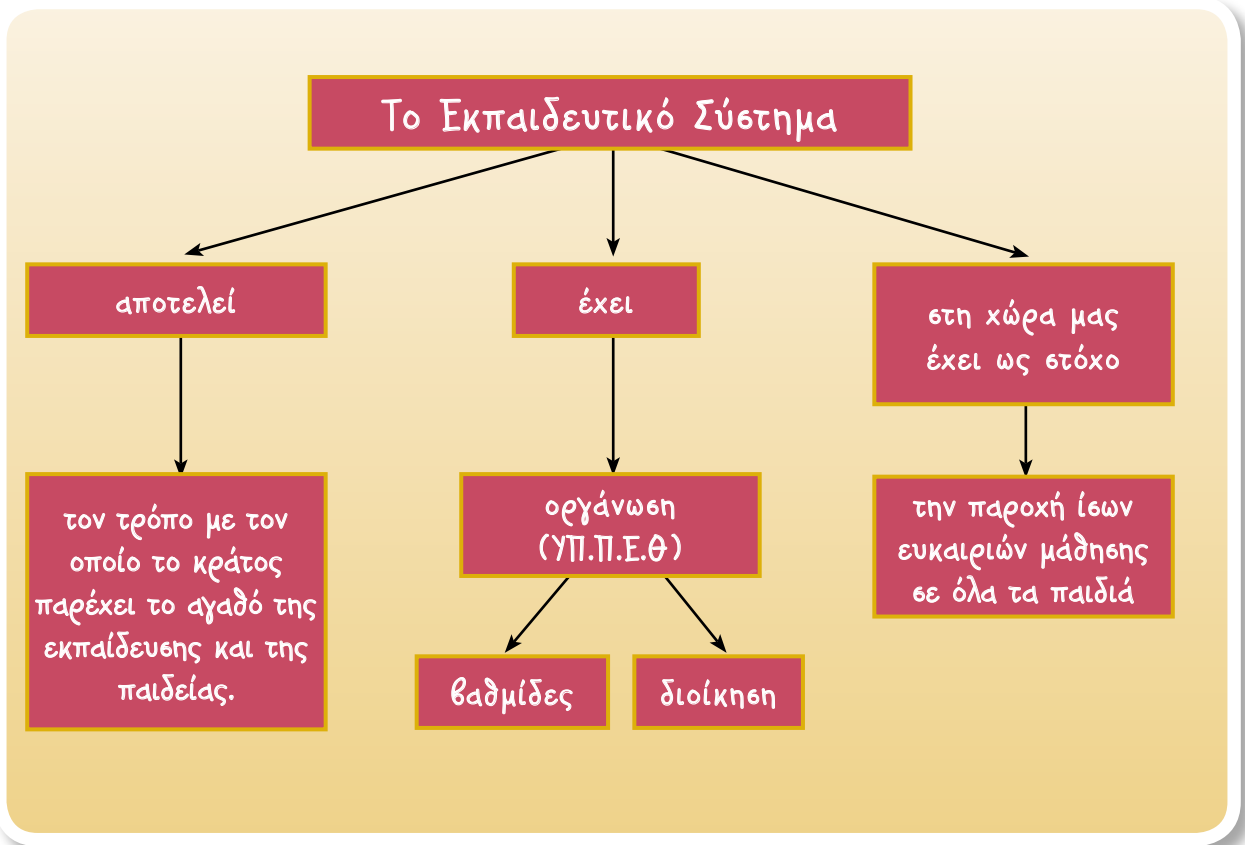 Το Εκπαιδευτικό Σύστημα
αποτελεί
έχει
στη χώρα μας
έχει ως στόχο
τον τρόπο με τον
οποίο το κράτος
παρέχει το αγαθό της
εκπαίδευσης και της
παιδείας.
οργάνωση
(ΥΠ.Π.Ε.Θ)
την παροχή ίσων
ευκαιριών μάθησης
σε όλα τα παιδιά
βαθμίδες
διοίκηση